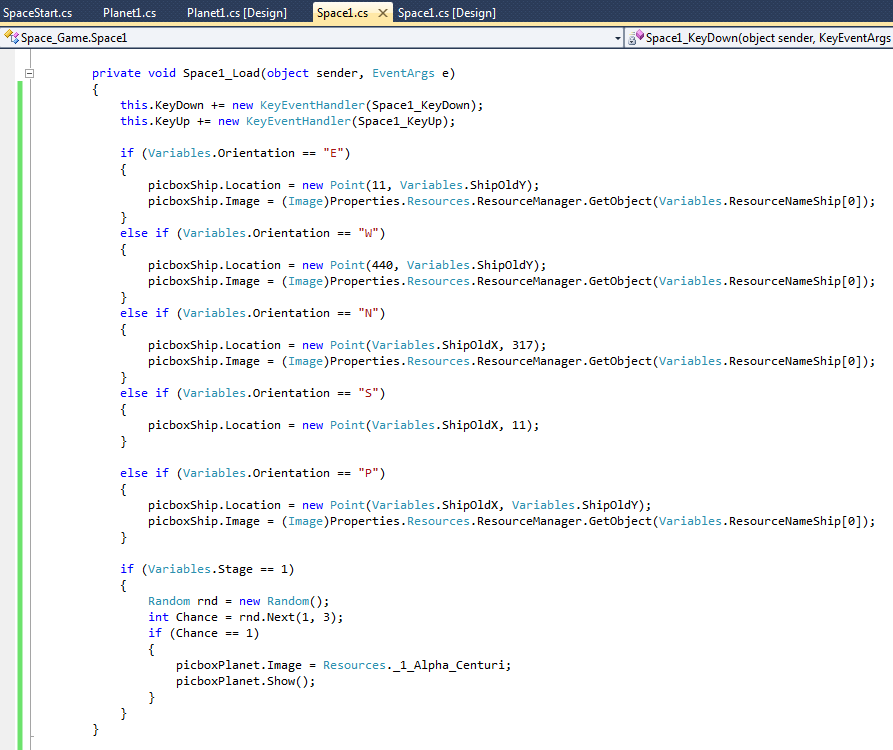 SpaceStart.cs Planet1.cs Planet1.cs [Design] Space1.cs Space1.cs [Design]
Space_Game.Space1 Space1_KeyDown(object sender, KeyEventArgs
private void Space1_Load(object sender, EventArgs e)
{
this.KeyDown += new KeyEventHandler(Space1_KeyDown);
this.KeyUp += new KeyEventHandler(Space1_KeyUp);
if (Variables.Orientation == "E")
{
picboxShip.Location = new Point(11, Variables.ShipOldY);
picboxShip.Image = (Image)Properties.Resources.ResourceManager.GetObject(Variables.ResourceNameShip[0]);
}
else if (Variables.Orientation == "W")
{
picboxShip.Location = new Point(440, Variables.ShipOldY);
picboxShip.Image = (Image)Properties.Resources.ResourceManager.GetObject(Variables.ResourceNameShip[0]);
}
else if (Variables.Orientation == "N")
{
picboxShip.Location = new Point(Variables.ShipOldX, 317);
picboxShip.Image = (Image)Properties.Resources.ResourceManager.GetObject(Variables.ResourceNameShip[0]);
}
else if (Variables.Orientation == "S")
{
picboxShip.Location = new Point(Variables.ShipOldX, 11);
}
else if (Variables.Orientation == "P")
{
picboxShip.Location = new Point(Variables.ShipOldX, Variables.ShipOldY);
picboxShip.Image = (Image)Properties.Resources.ResourceManager.GetObject(Variables.ResourceNameShip[0]);
}
if (Variables.Stage == 1)
{
Random rnd = new Random();
int Chance = rnd.Next(1, 3);
if (Chance == 1)
{
picboxPlanet.Image = Resources._1_Alpha_Centuri;
picboxPlanet.Show();
}
}
}